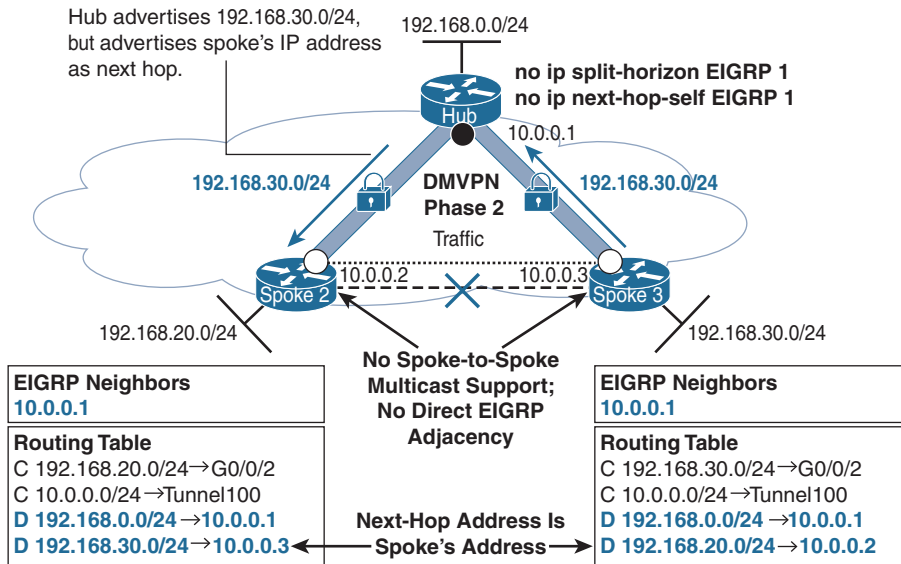 Hub advertises 192.168.30.0/24,
but advertises spoke's IP address
as next hop.
192.168.0.0/24
no ip split-horizon EIGRP 1
no ip next-hop-self EIGRP 1
Hub
10.0.0.1
192.168.30.0/24
DMVPN
Phase 2
192.168.30.0/24
Traffic
10.0.0.2
10.0.0.3
Spoke 2
Spoke 3
192.168.20.0/24
192.168.30.0/24
No Spoke-to-Spoke
Multicast Support;
No Direct EIGRP
Adjacency
EIGRP Neighbors
10.0.0.1
Routing Table
C 192.168.20.0/24→G0/0/2
C 10.0.0.0/24→Tunnel100
D 192.168.0.0/24→10.0.0.1
D 192.168.30.0/24→10.0.0.3
Next-Hop Address Is
Spoke's Address
EIGRP Neighbors
10.0.0.1
Routing Table
C 192.168.30.0/24→G0/0/2
C 10.0.0.0/24→Tunnel100
D 192.168.0.0/24→10.0.0.1
D 192.168.20.0/24→10.0.0.2